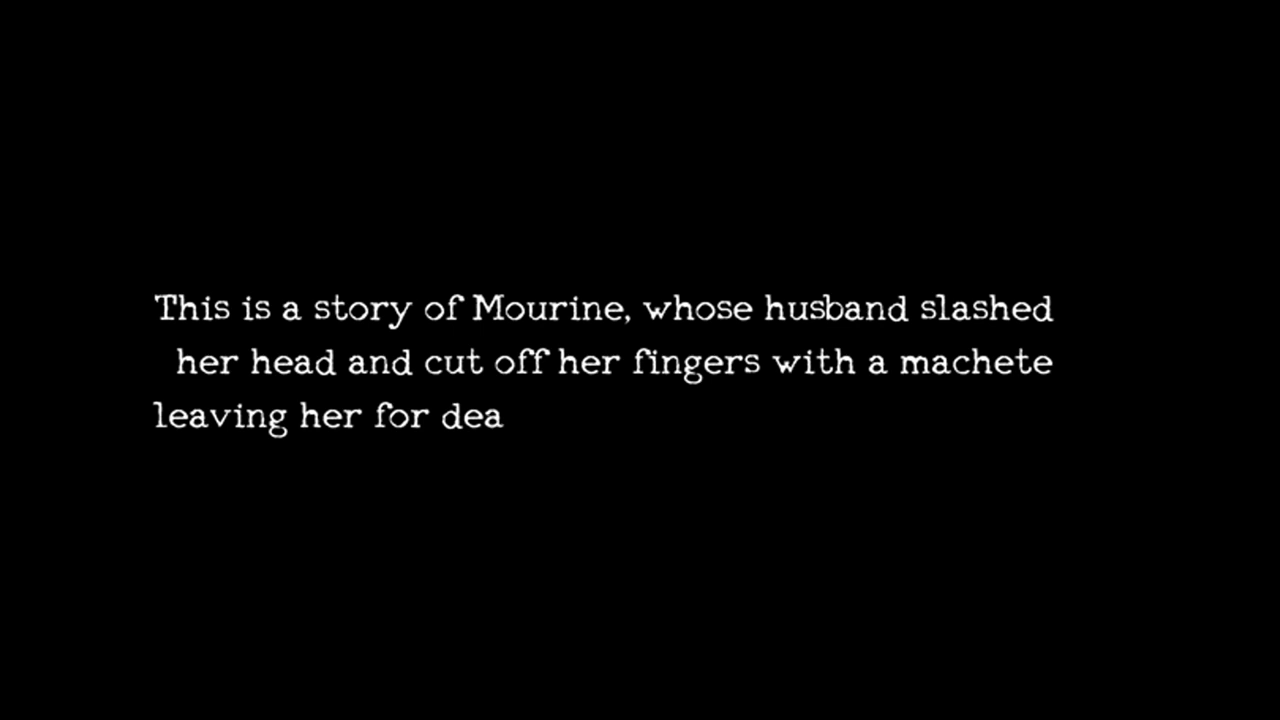 This is a story of Mourine, whose husband slashed
her head and cut off her fingers with a machete
leaving her for dea